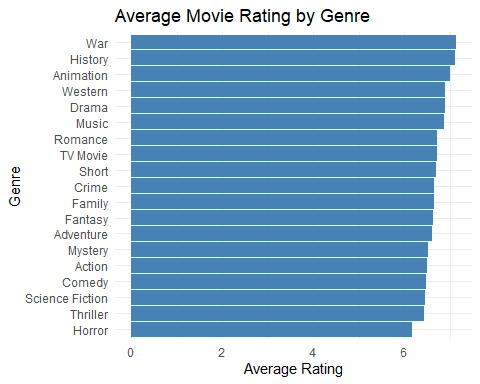 Average Movie Rating by Genre
War
History
Animation
Western
Drama
Music
Romance
TV Movie
Short
Crime
Family
Fantasy
Adventure
Mystery
Action
Comedy
Science Fiction
Thriller
Horror
Genre
0 2 4 6
Average Rating